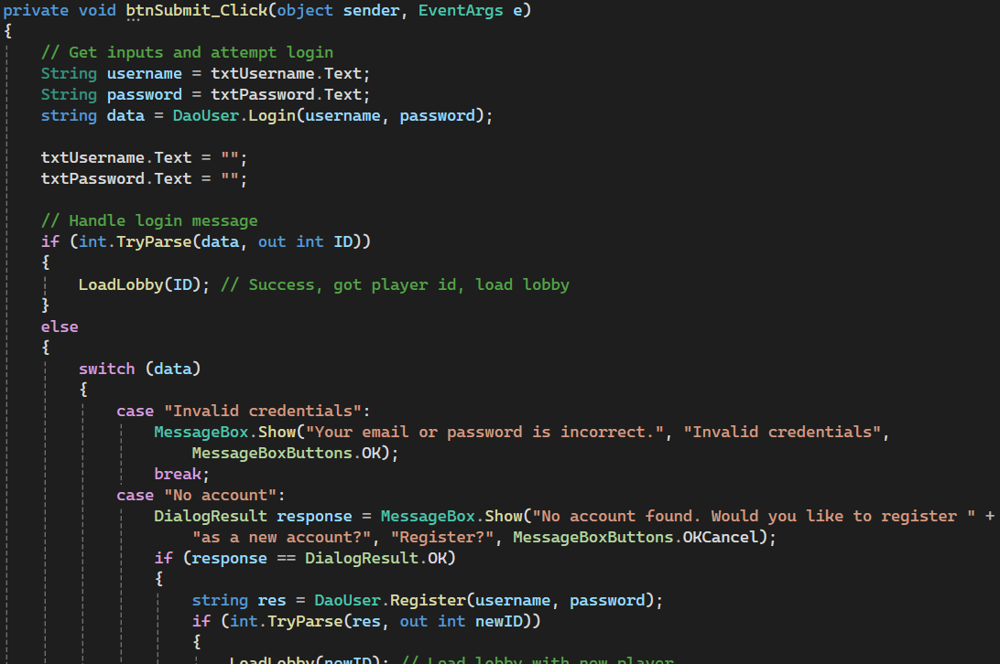 private void btnSubmit_Click(object sender, EventArgs e)
{
    // Get inputs and attempt login
    String username = txtUsername.Text;
    String password = txtPassword.Text;
    string data = DaoUser.Login(username, password);

    txtUsername.Text = "";
    txtPassword.Text = "";

    // Handle login message
    if (int.TryParse(data, out int ID))
    {
        LoadLobby(ID); // Success, got player id, load lobby
    }
    else
    {
        switch (data)
        {
            case "Invalid credentials":
                MessageBox.Show("Your email or password is incorrect.", "Invalid credentials",
                    MessageBoxButtons.OK);
                break;
            case "No account":
                DialogResult response = MessageBox.Show("No account found. Would you like to register " +
                    "as a new account?", "Register?", MessageBoxButtons.OKCancel);
                if (response == DialogResult.OK)
                {
                    string res = DaoUser.Register(username, password);
                    if (int.TryParse(res, out int newID))
                    {
                        LoadLobby(newID); // Load lobby with new player